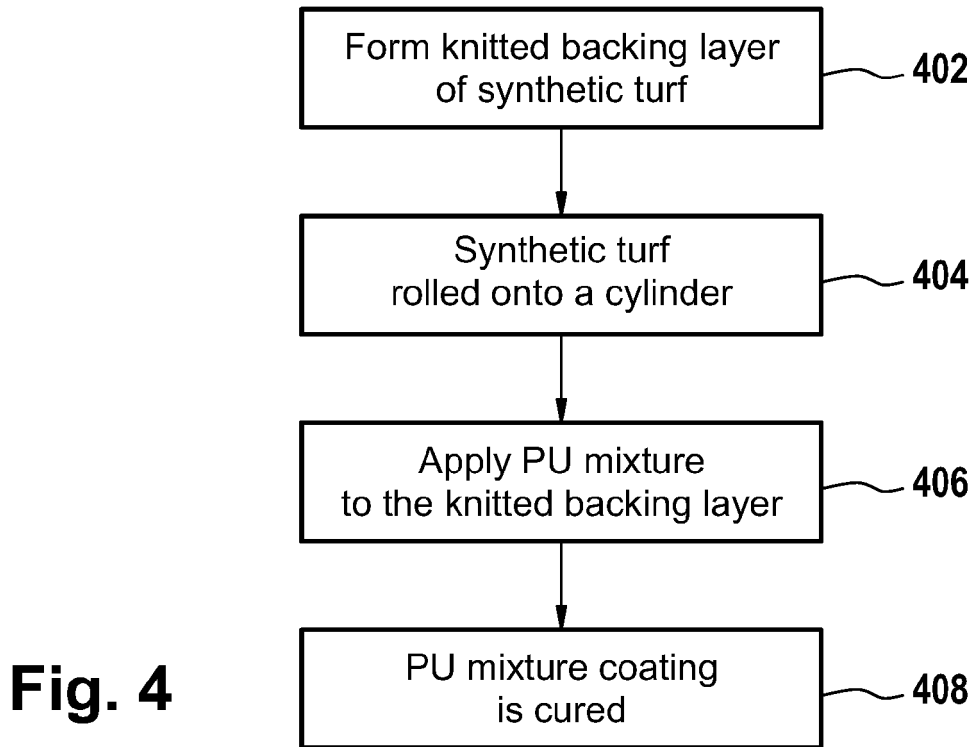 Form knitted backing layer
of synthetic turf
402
Synthetic turf
rolled onto a cylinder
404
Apply PU mixture
to the knitted backing layer
406
PU mixture coating
is cured
408
Fig. 4